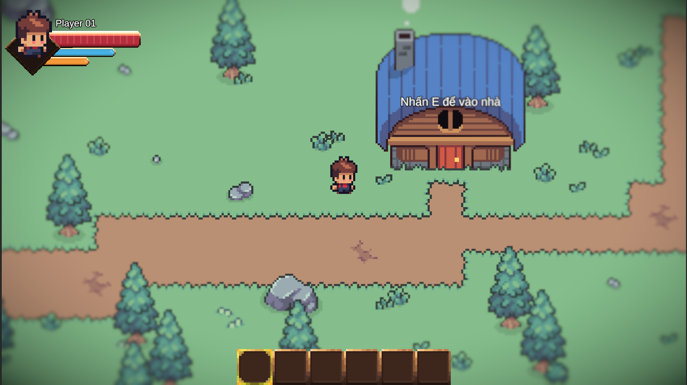 Player 01
Nhấn E để vào nhà